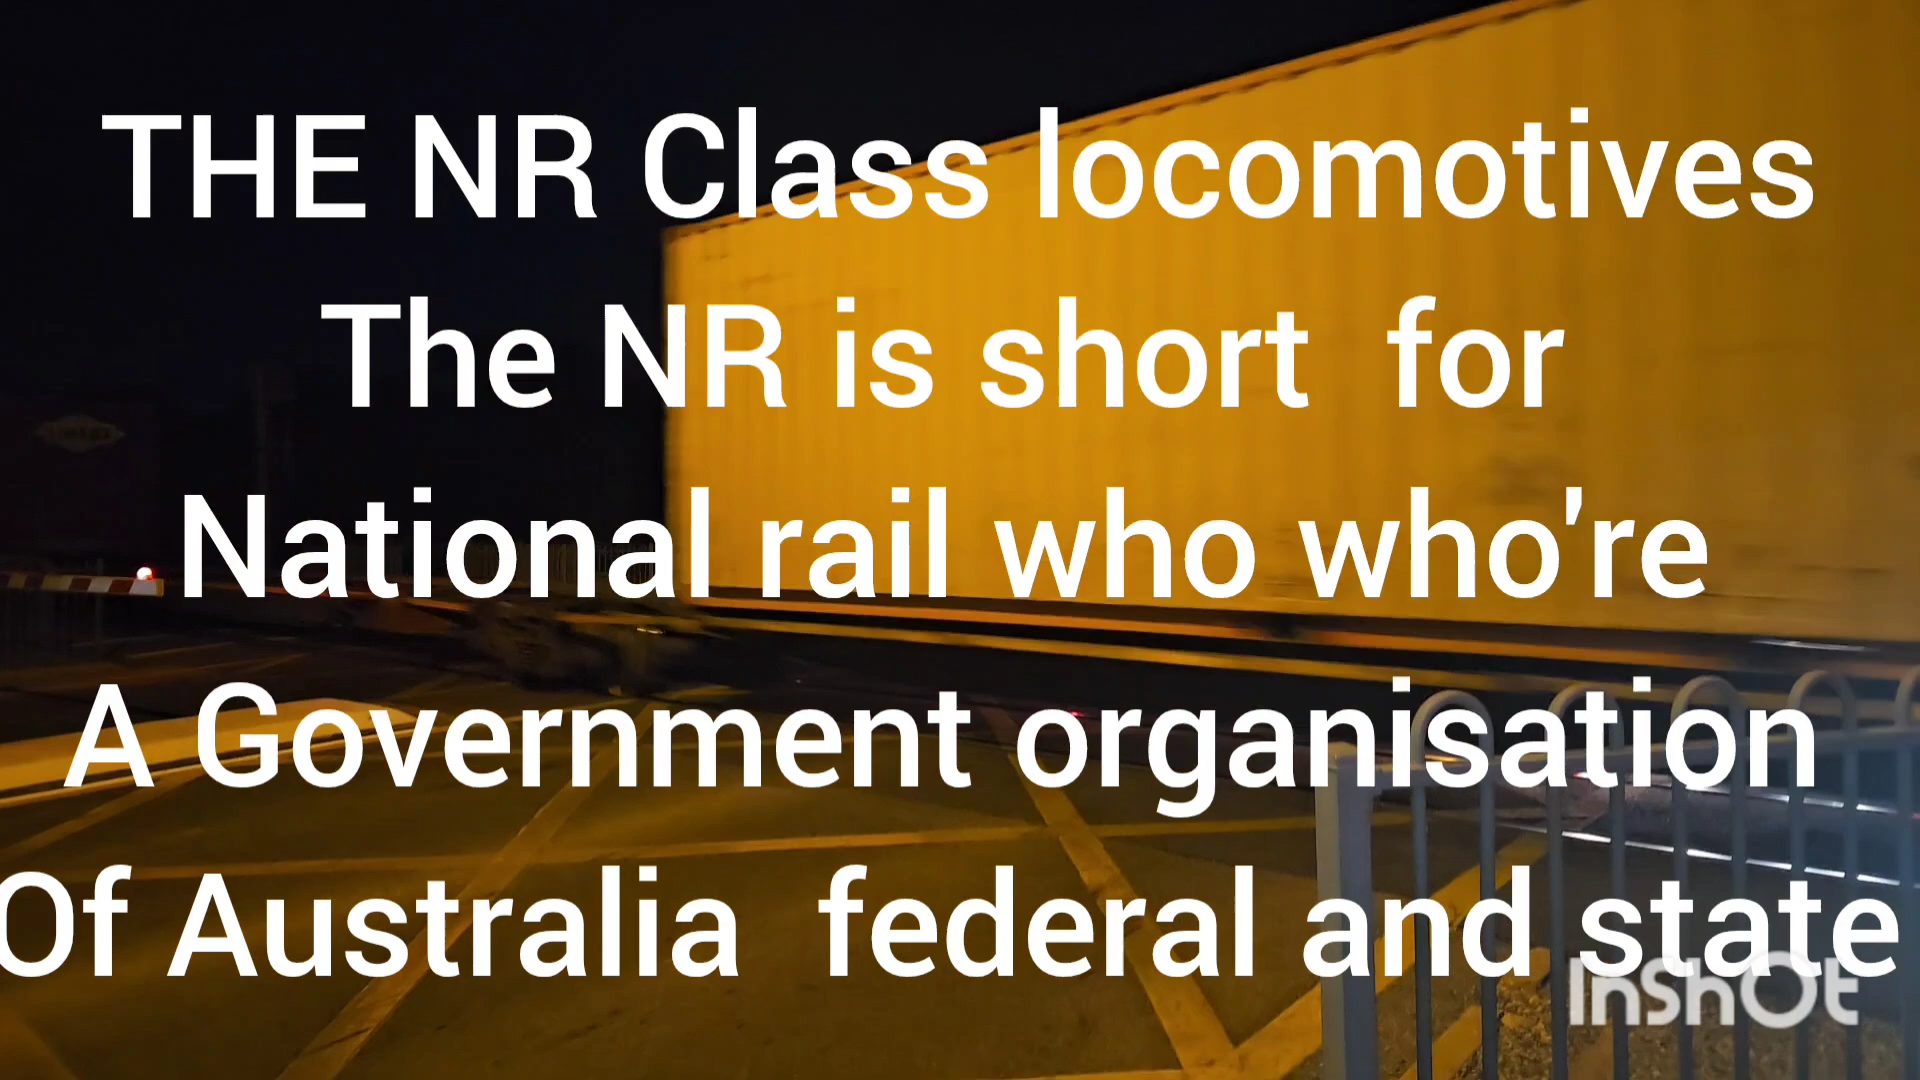 THE NR Class locomotives
The NR is short  for
National rail who who're
A Government organisation
Of Australia  federal and state
InShOt